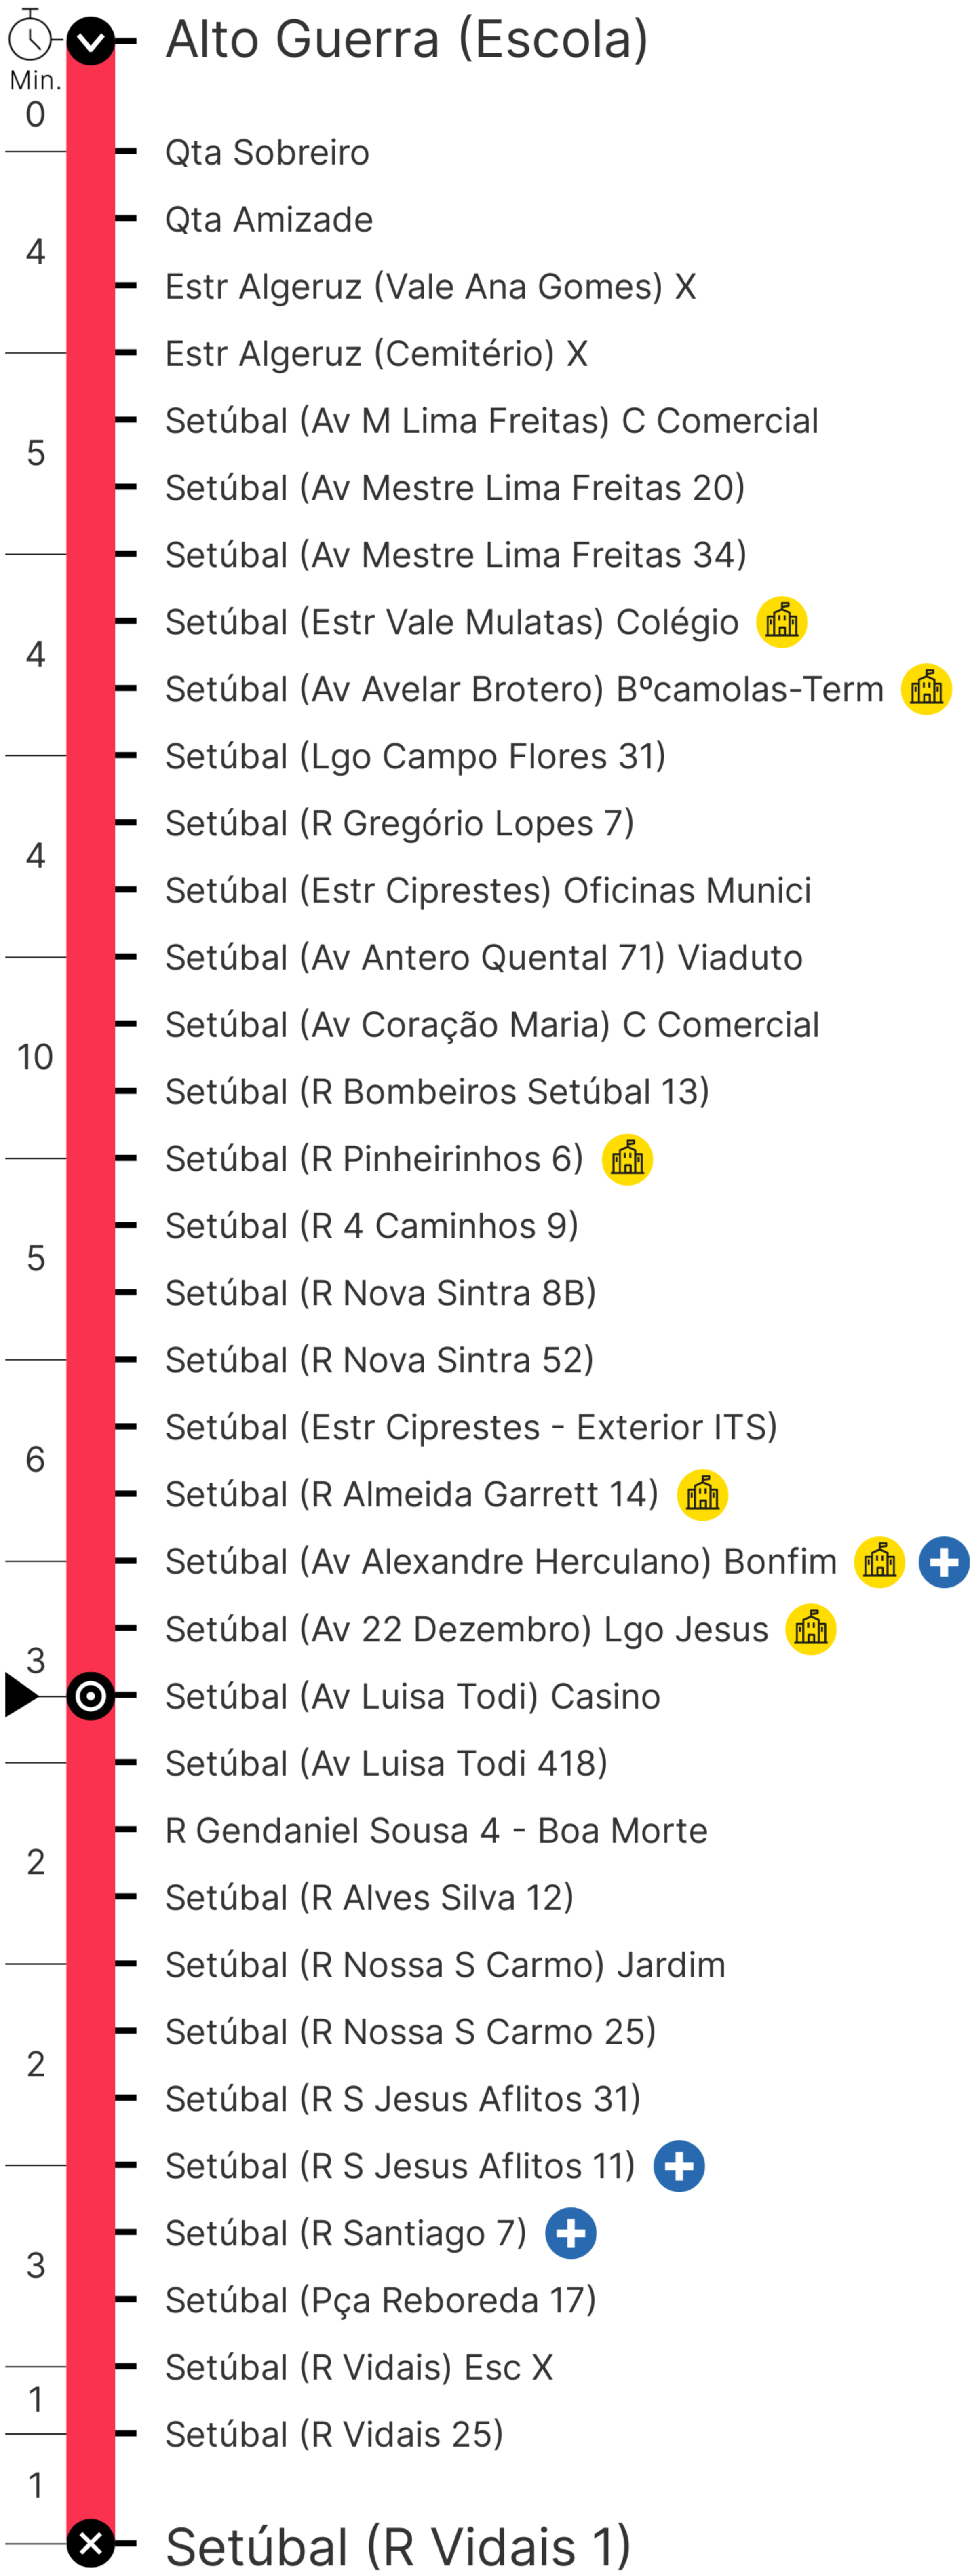 Alto Guerra (Escola)
Min.
0
Qta Sobreiro
Qta Amizade
4
Estr Algeruz (Vale Ana Gomes) X
Estr Algeruz (Cemitério) X
Setúbal (Av M Lima Freitas) C Comercial
5
Setúbal (Av Mestre Lima Freitas 20)
Setúbal (Av Mestre Lima Freitas 34)
Setúbal (Estr Vale Mulatas) Colégio
4
Setúbal (Av Avelar Brotero) Bºcamolas-Term
Setúbal (Lgo Campo Flores 31)
Setúbal (R Gregório Lopes 7)
4
Setúbal (Estr Ciprestes) Oficinas Munici
Setúbal (Av Antero Quental 71) Viaduto
Setúbal (Av Coração Maria) C Comercial
10
Setúbal (R Bombeiros Setúbal 13)
Setúbal (R Pinheirinhos 6)
Setúbal (R 4 Caminhos 9)
5
Setúbal (R Nova Sintra 8B)
Setúbal (R Nova Sintra 52)
Setúbal (Estr Ciprestes - Exterior ITS)
6
Setúbal (R Almeida Garrett 14)
Setúbal (Av Alexandre Herculano) Bonfim
Setúbal (Av 22 Dezembro) Lgo Jesus
3
Setúbal (Av Luisa Todi) Casino
Setúbal (Av Luisa Todi 418)
R Gendaniel Sousa 4 - Boa Morte
2
Setúbal (R Alves Silva 12)
Setúbal (R Nossa S Carmo) Jardim
Setúbal (R Nossa S Carmo 25)
2
Setúbal (R S Jesus Aflitos 31)
Setúbal (R S Jesus Aflitos 11)
Setúbal (R Santiago 7)
3
Setúbal (Pça Reboreda 17)
Setúbal (R Vidais) Esc X
1
Setúbal (R Vidais 25)
1
Setúbal (R Vidais 1)